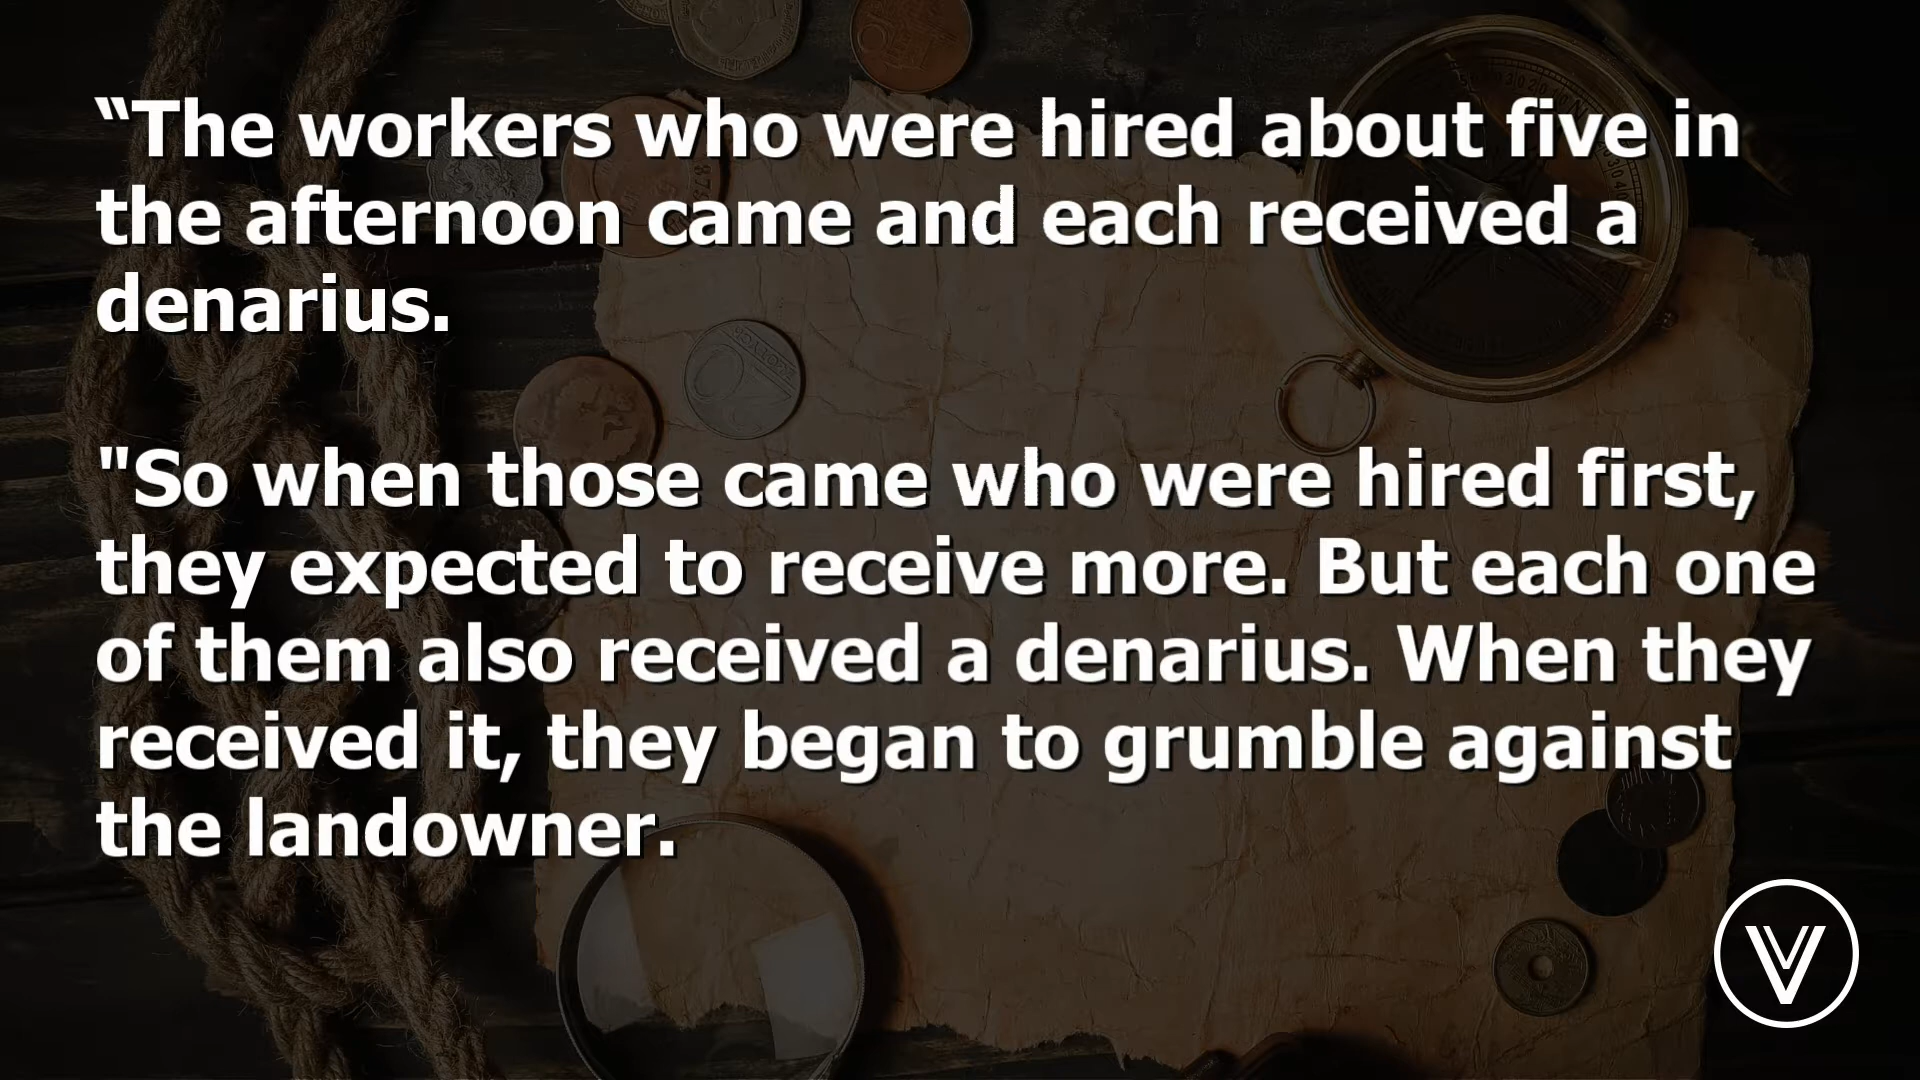 “The workers who were hired about five in
the afternoon came and each received a
denarius.
"So when those came who were hired first,
they expected to receive more. But each one
of them also received a denarius. When they
received it, they began to grumble against
the landowner.